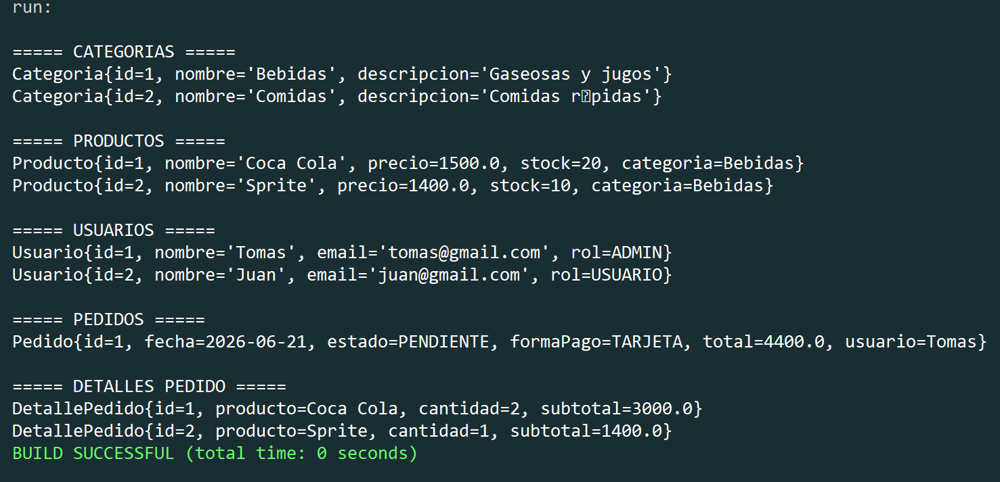 run:
===== CATEGORIAS =====
Categoria{id=1, nombre='Bebidas', descripcion='Gaseosas y jugos'}
Categoria{id=2, nombre='Comidas', descripcion='Comidas r�pidas'}
===== PRODUCTOS =====
Producto{id=1, nombre='Coca Cola', precio=1500.0, stock=20, categoria=Bebidas}
Producto{id=2, nombre='Sprite', precio=1400.0, stock=10, categoria=Bebidas}
===== USUARIOS =====
Usuario{id=1, nombre='Tomas', email='tomas@gmail.com', rol=ADMIN}
Usuario{id=2, nombre='Juan', email='juan@gmail.com', rol=USUARIO}
===== PEDIDOS =====
Pedido{id=1, fecha=2026-06-21, estado=PENDIENTE, formaPago=TARJETA, total=4400.0, usuario=Tomas}
===== DETALLES PEDIDO =====
DetallePedido{id=1, producto=Coca Cola, cantidad=2, subtotal=3000.0}
DetallePedido{id=2, producto=Sprite, cantidad=1, subtotal=1400.0}
BUILD SUCCESSFUL (total time: 0 seconds)